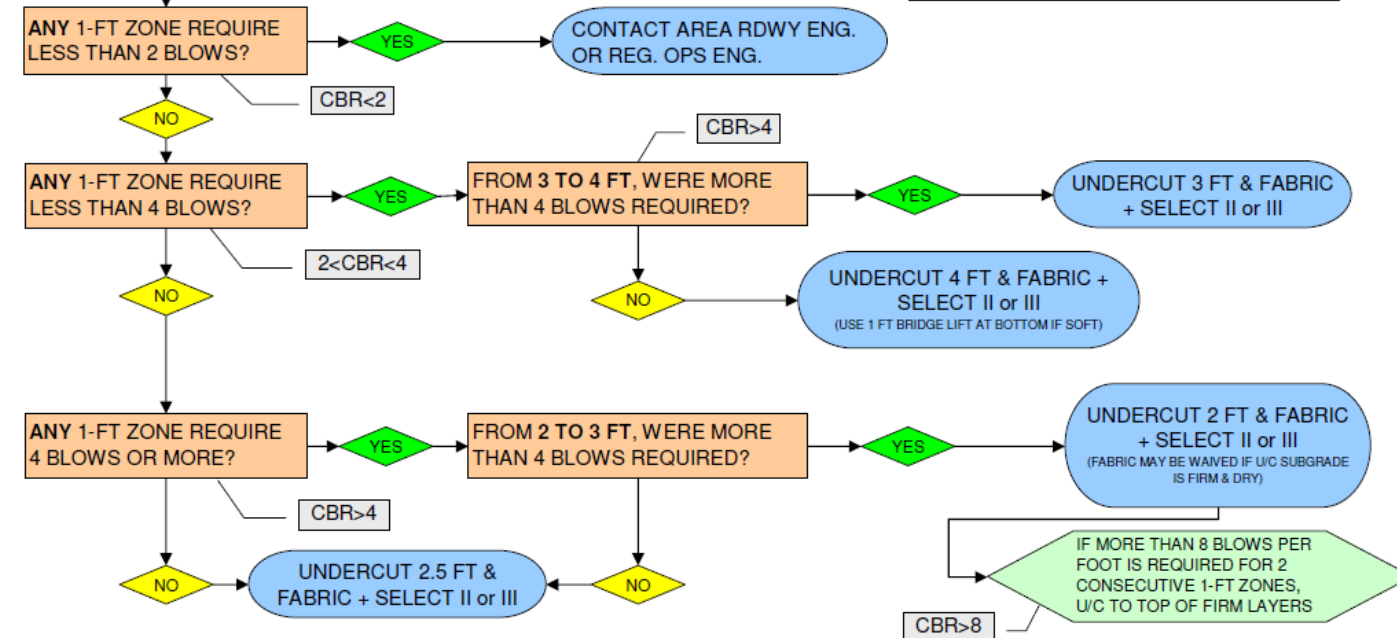 ANY 1-FT ZONE REQUIRE
LESS THAN 2 BLOWS?
YES
CONTACT AREA RDWY ENG.
OR REG. OPS ENG.
CBR<2
NO
CBR>4
ANY 1-FT ZONE REQUIRE
LESS THAN 4 BLOWS?
YES
FROM 3 TO 4 FT, WERE MORE
THAN 4 BLOWS REQUIRED?
YES
UNDERCUT 3 FT & FABRIC
+ SELECT II or III
2<CBR<4
NO
NO
UNDERCUT 4 FT & FABRIC +
SELECT II or III
(USE 1 FT BRIDGE LIFT AT BOTTOM IF SOFT)
ANY 1-FT ZONE REQUIRE
4 BLOWS OR MORE?
YES
FROM 2 TO 3 FT, WERE MORE
THAN 4 BLOWS REQUIRED?
YES
UNDERCUT 2 FT & FABRIC
+ SELECT II or III
(FABRIC MAY BE WAIVED IF U/C SUBGRADE
IS FIRM & DRY)
CBR>4
NO
UNDERCUT 2.5 FT &
FABRIC + SELECT II or III
NO
IF MORE THAN 8 BLOWS PER
FOOT IS REQUIRED FOR 2
CONSECUTIVE 1-FT ZONES,
U/C TO TOP OF FIRM LAYERS
CBR>8